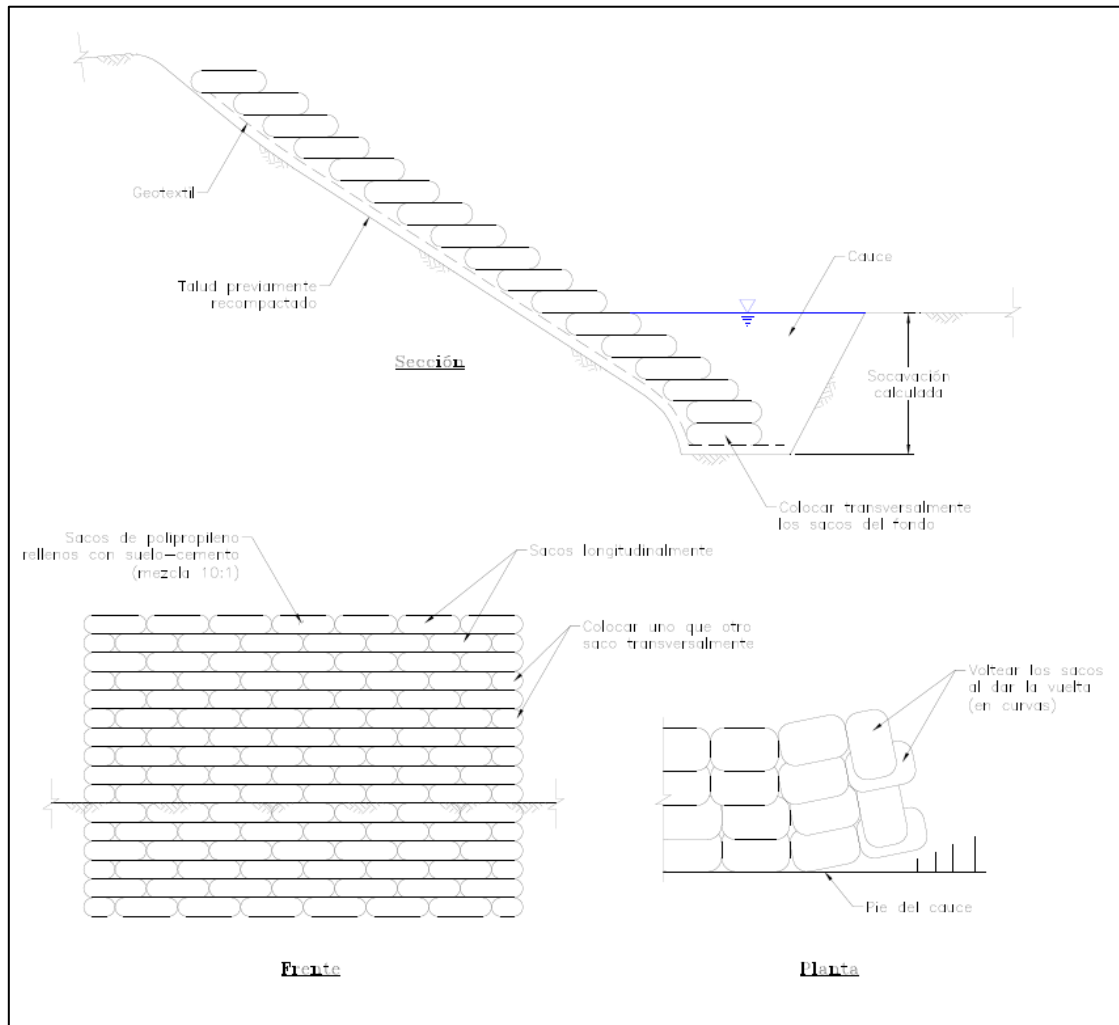 Geotextil
Talud previamente
recompactado
Cauce
Sección
Socavación
calculada
Colocar transversalmente
los sacos del fondo
Sacos de polipropileno
rellenos con suelo-cemento
(mezcla 10:1)
Sacos longitudinalmente
Colocar uno que otro
saco transversalmente
Voltear los sacos
al dar la vuelta
(en curvas)
Pie del cauce
Frente
Planta